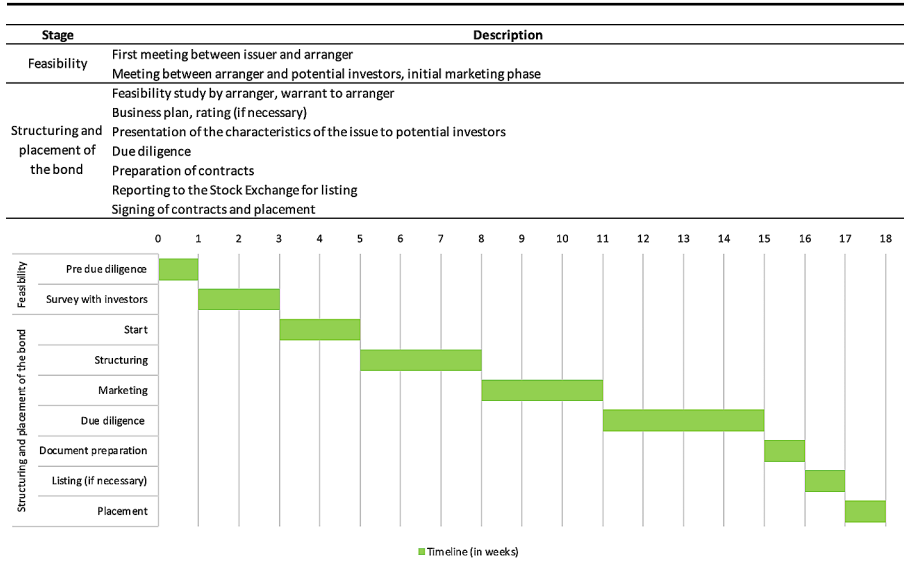 Stage Description
Feasibility
First meeting between issuer and arranger
Meeting between arranger and potential investors, initial marketing phase
Structuring and
placement of
the bond
Feasibility study by arranger, warrant to arranger
Business plan, rating (if necessary)
Presentation of the characteristics of the issue to potential investors
Due diligence
Preparation of contracts
Reporting to the Stock Exchange for listing
Signing of contracts and placement
0 1 2 3 4 5 6 7 8 9 10 11 12 13 14 15 16 17 18
Feasibility
Pre due diligence
Survey with investors
Structuring and placement of the bond
Start
Structuring
Marketing
Due diligence
Document preparation
Listing (if necessary)
Placement
Timeline (in weeks)